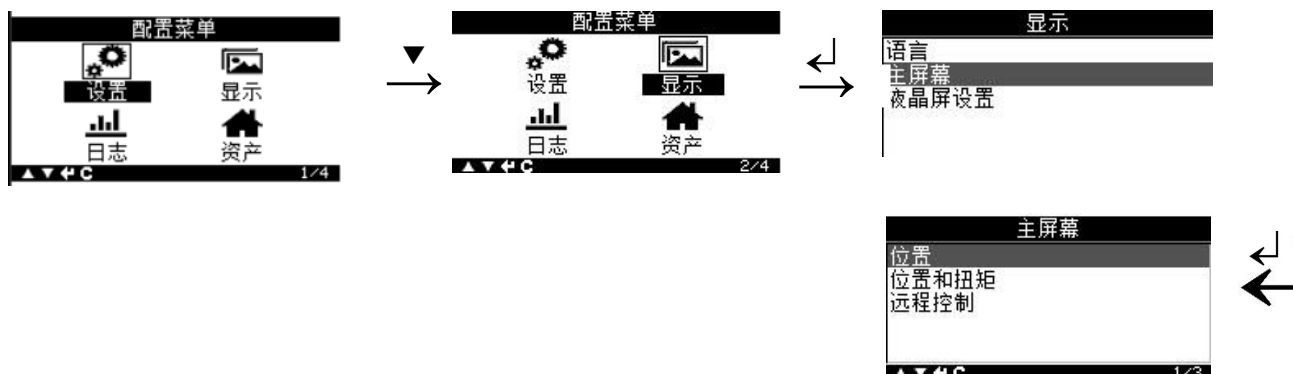 配置菜单
设置 显示
日志 资产
▲▼↵C 1/4
▼
→
配置菜单
设置 显示
日志 资产
▲▼↵C 2/4
↵
→
显示
语言
主屏幕
液晶屏设置
主屏幕
位置
位置和扭矩
远程控制
▲▼↵C 1/3
↵
←